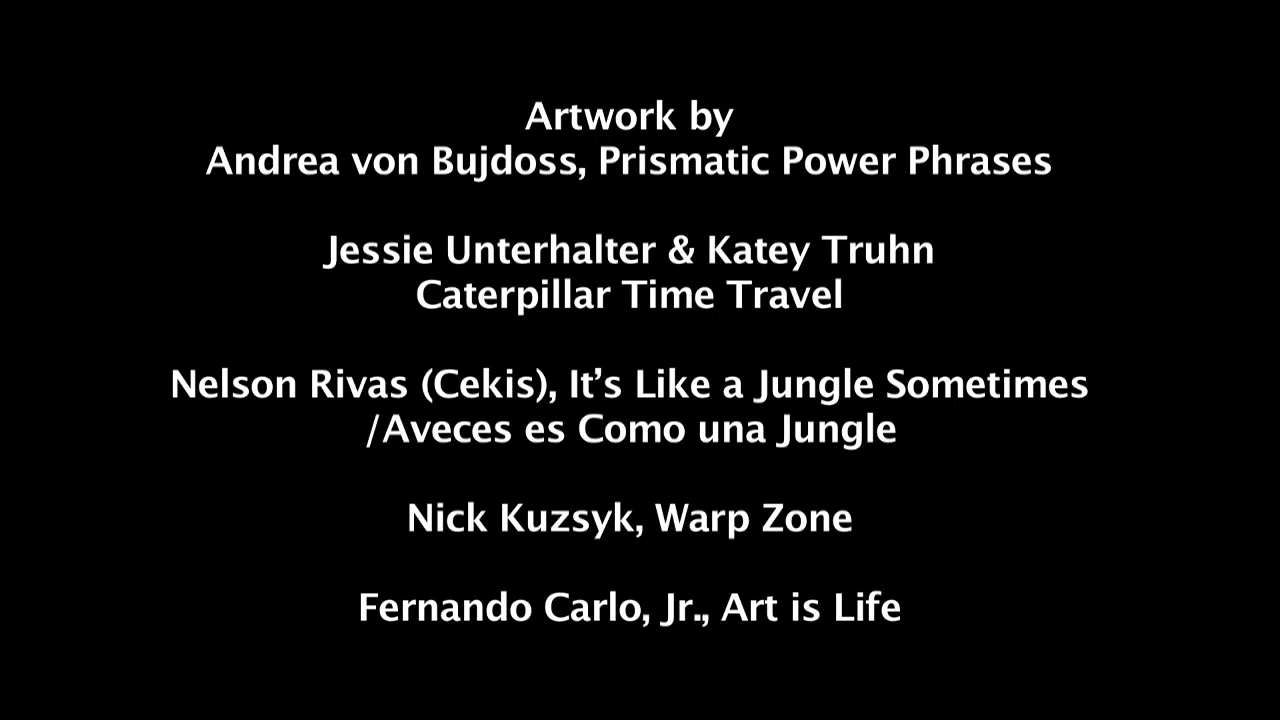 Artwork by
Andrea von Bujdoss, Prismatic Power Phrases
Jessie Unterhalter & Katey Truhn
Caterpillar Time Travel
Nelson Rivas (Cekis), It’s Like a Jungle Sometimes
/Aveces es Como una Jungle
Nick Kuzsyk, Warp Zone
Fernando Carlo, Jr., Art is Life